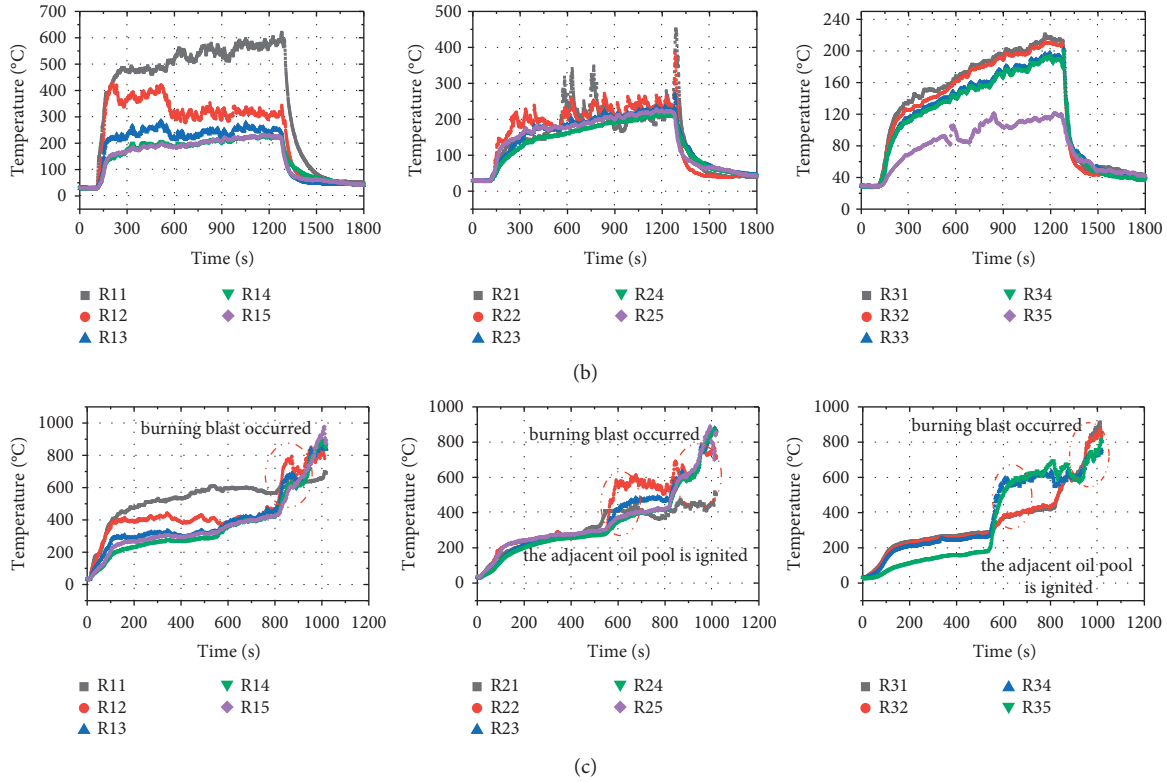 700
600
500
400
300
200
100
0
Temperature (°C)
0 300 600 900 1200 1500 1800
Time (s)
R11
R12
R13
R14
R15
500
400
300
200
100
0
Temperature (°C)
0 300 600 900 1200 1500 1800
Time (s)
R21
R22
R23
R24
R25
240
200
160
120
80
40
0
Temperature (°C)
0 300 600 900 1200 1500 1800
Time (s)
R31
R32
R33
R34
R35
(b)
1000
800
600
400
200
0
Temperature (°C)
burning blast occurred
0 200 400 600 800 1000 1200
Time (s)
R11
R12
R13
R14
R15
1000
800
600
400
200
0
Temperature (°C)
burning blast occurred
the adjacent oil pool is ignited
0 200 400 600 800 1000 1200
Time (s)
R21
R22
R23
R24
R25
1000
800
600
400
200
0
Temperature (°C)
burning blast occurred
the adjacent oil pool
is ignited
0 200 400 600 800 1000 1200
Time (s)
R31
R32
R34
R35
(c)